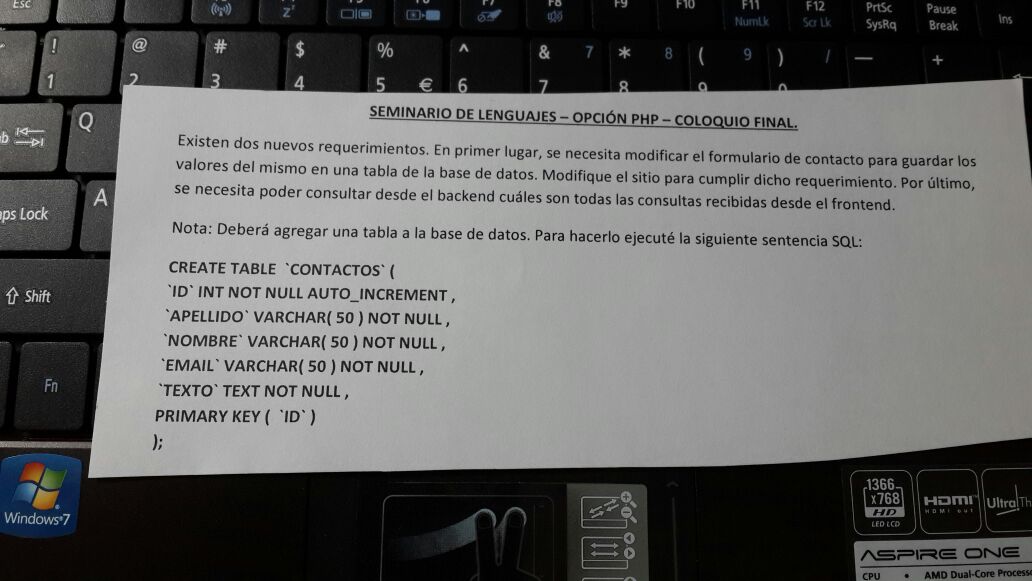 Esc
F7
F8
F9
F10
F11
NumLk
F12
Scr Lk
PrtSc
SysRq
Pause
Break
Ins
!
1
@
2
#
3
$
4
%
5 €
^
6
& 7
7
* 8
8
( 9
9
) /
0
—
+
Q
A
ps Lock
Shift
Fn
SEMINARIO DE LENGUAJES – OPCIÓN PHP – COLOQUIO FINAL.
Existen dos nuevos requerimientos. En primer lugar, se necesita modificar el formulario de contacto para guardar los
valores del mismo en una tabla de la base de datos. Modifique el sitio para cumplir dicho requerimiento. Por último,
se necesita poder consultar desde el backend cuáles son todas las consultas recibidas desde el frontend.
Nota: Deberá agregar una tabla a la base de datos. Para hacerlo ejecuté la siguiente sentencia SQL:
CREATE TABLE `CONTACTOS` (
`ID` INT NOT NULL AUTO_INCREMENT ,
`APELLIDO` VARCHAR( 50 ) NOT NULL ,
`NOMBRE` VARCHAR( 50 ) NOT NULL ,
`EMAIL` VARCHAR( 50 ) NOT NULL ,
`TEXTO` TEXT NOT NULL ,
PRIMARY KEY ( `ID` )
);
Windows®7
1366
x768
HD
LED LCD
HDMI
HDMI out
Ultra Th
ASPIRE ONE
CPU • AMD Dual-Core Process